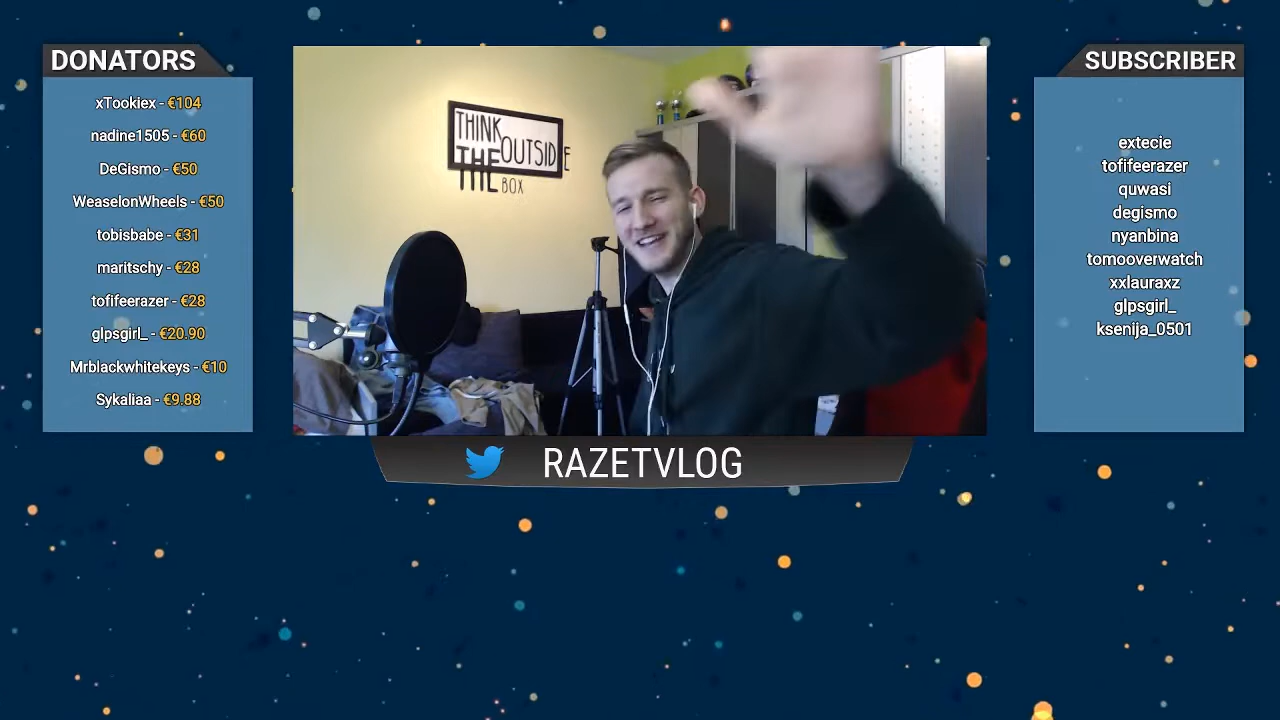 DONATORS
xTookiex - €104
nadine1505 - €60
DeGismo - €50
WeaselonWheels - €50
tobisbabe - €31
maritschy - €28
tofifeerazer - €28
glpsgirl_ - €20.90
Mrblackwhitekeys - €10
Sykaliaa - €9.88
THINK
OUTSIDE
THE
BOX
RAZETVLOG
SUBSCRIBER
extecie
tofifeerazer
quwasi
degismo
nyanbina
tomooverwatch
xxlauraxz
glpsgirl_
ksenija_0501